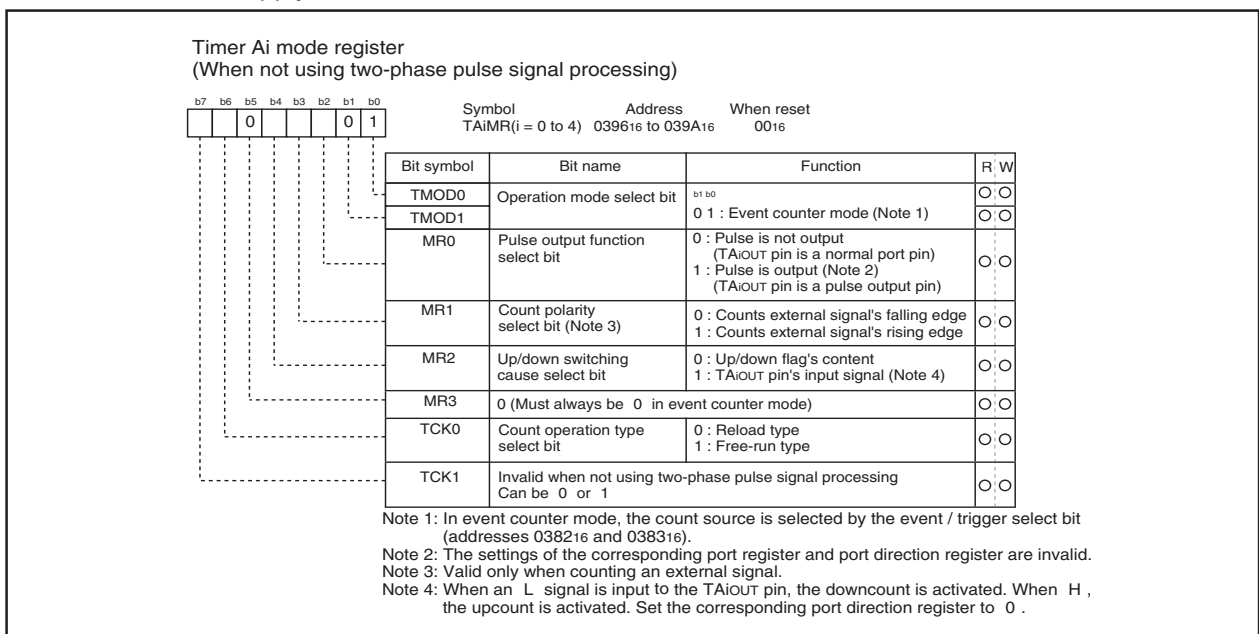 Timer Ai mode register
(When not using two-phase pulse signal processing)
b7 b6 b5 b4 b3 b2 b1 b0
0 0 1
Symbol Address When reset
TAiMR(i = 0 to 4) 039616 to 039A16 0016
Bit symbol Bit name Function R W
TMOD0 Operation mode select bit b1 b0
TMOD1 0 1 : Event counter mode (Note 1)
MR0 Pulse output function select bit 0 : Pulse is not output
(TAiOUT pin is a normal port pin)
1 : Pulse is output (Note 2)
(TAiOUT pin is a pulse output pin)
MR1 Count polarity select bit (Note 3) 0 : Counts external signal's falling edge
1 : Counts external signal's rising edge
MR2 Up/down switching cause select bit 0 : Up/down flag's content
1 : TAiOUT pin's input signal (Note 4)
MR3 0 (Must always be 0 in event counter mode)
TCK0 Count operation type select bit 0 : Reload type
1 : Free-run type
TCK1 Invalid when not using two-phase pulse signal processing
Can be 0 or 1
Note 1: In event counter mode, the count source is selected by the event / trigger select bit
(addresses 038216 and 038316).
Note 2: The settings of the corresponding port register and port direction register are invalid.
Note 3: Valid only when counting an external signal.
Note 4: When an L signal is input to the TAiOUT pin, the downcount is activated. When H ,
the upcount is activated. Set the corresponding port direction register to 0 .